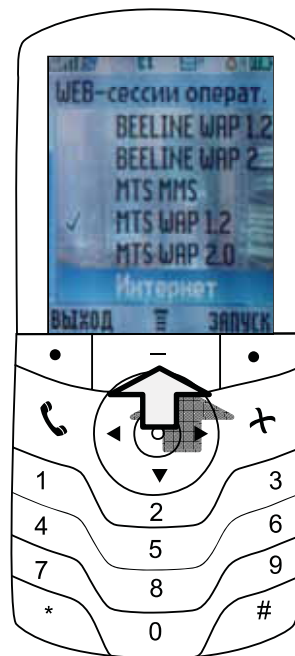 WEB-сессии операт.
BEELINE WAP 1.2
BEELINE WAP 2
MTS MMS
MTS WAP 1.2
MTS WAP 2.0
Интернет
ВЫХОД ЗАПУСК
1 2 3
4 5 6
7 8 9
* 0 #